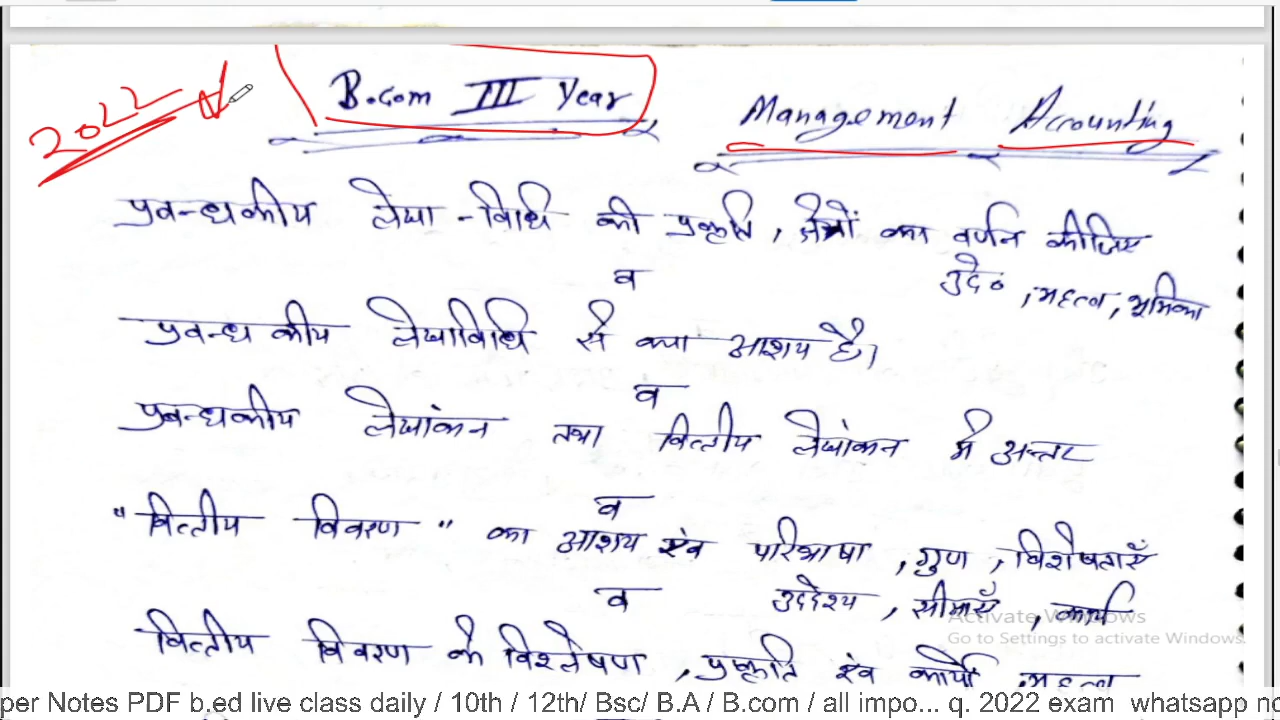 2022
B.com III Year
Management Accounting
प्रबन्धकीय लेखा-विधि की प्रकृति, क्षेत्रों का वर्णन कीजिए
उद्दे०, महत्व, भूमिका
व
प्रबन्धकीय लेखाविधि से क्या आशय है।
व
प्रबन्धकीय लेखांकन तथा वित्तीय लेखांकन में अन्तर
व
"वित्तीय विवरण" का आशय एंव परिभाषा, गुण, विशेषताएँ
उद्देश्य, सीमाएँ, कार्य
व
वित्तीय विवरण के विश्लेषण, प्रकृति एंव कार्यो महत्व
Activate Windows
Go to Settings to activate Windows.
per Notes PDF b.ed live class daily / 10th / 12th/ Bsc/ B.A / B.com / all impo... q. 2022 exam whatsapp no